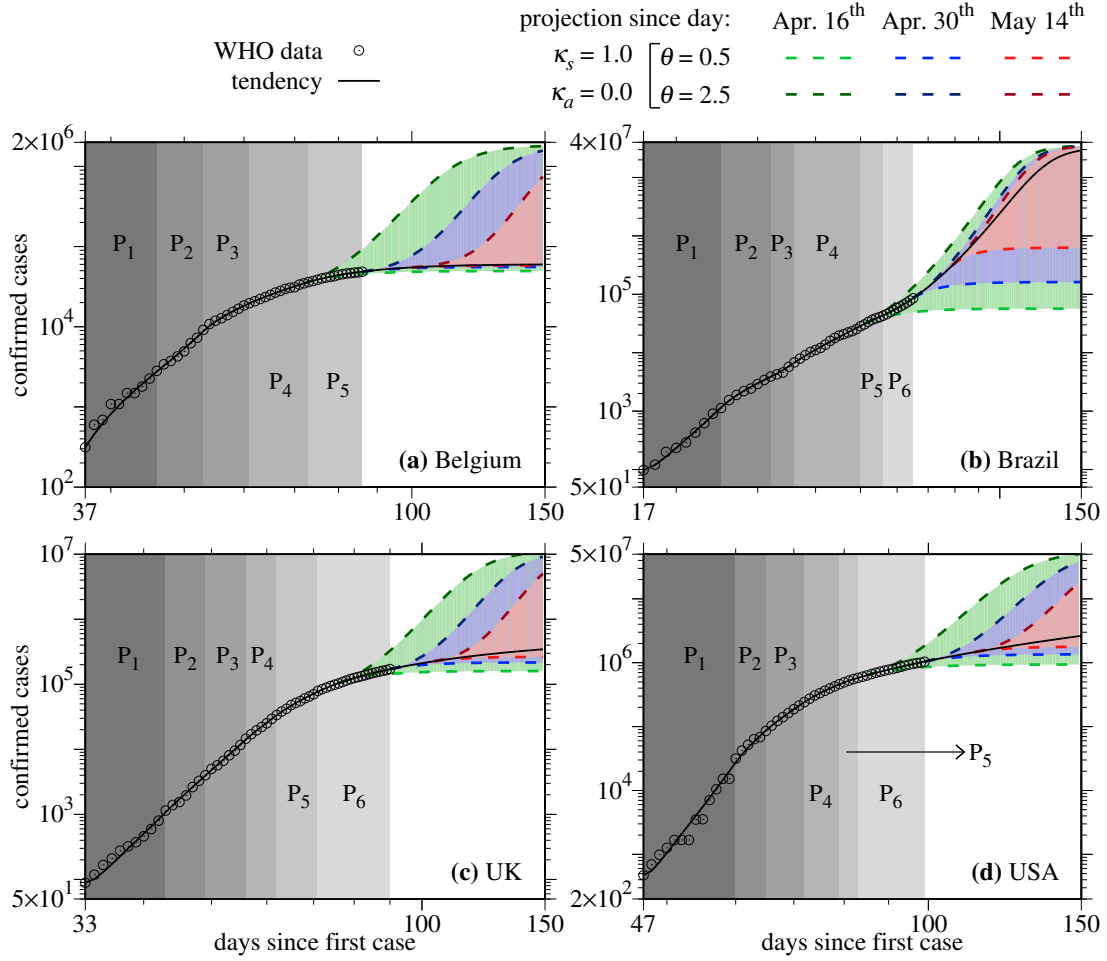 projection since day: Apr. 16th Apr. 30th May 14th
WHO data
tendency
κs = 1.0 θ = 0.5
κa = 0.0 θ = 2.5
2×10^6
10^4
10^2
confirmed cases
P1 P2 P3
P4 P5
(a) Belgium
37 100 150
4×10^7
10^5
10^3
5×10^1
P1 P2 P3 P4
P5 P6
(b) Brazil
17 150
10^7
10^5
10^3
5×10^1
confirmed cases
P1 P2 P3 P4
P5 P6
(c) UK
33 100 150
days since first case
5×10^7
10^6
10^4
2×10^2
P1 P2 P3
P5
P4 P6
(d) USA
47 100 150
days since first case